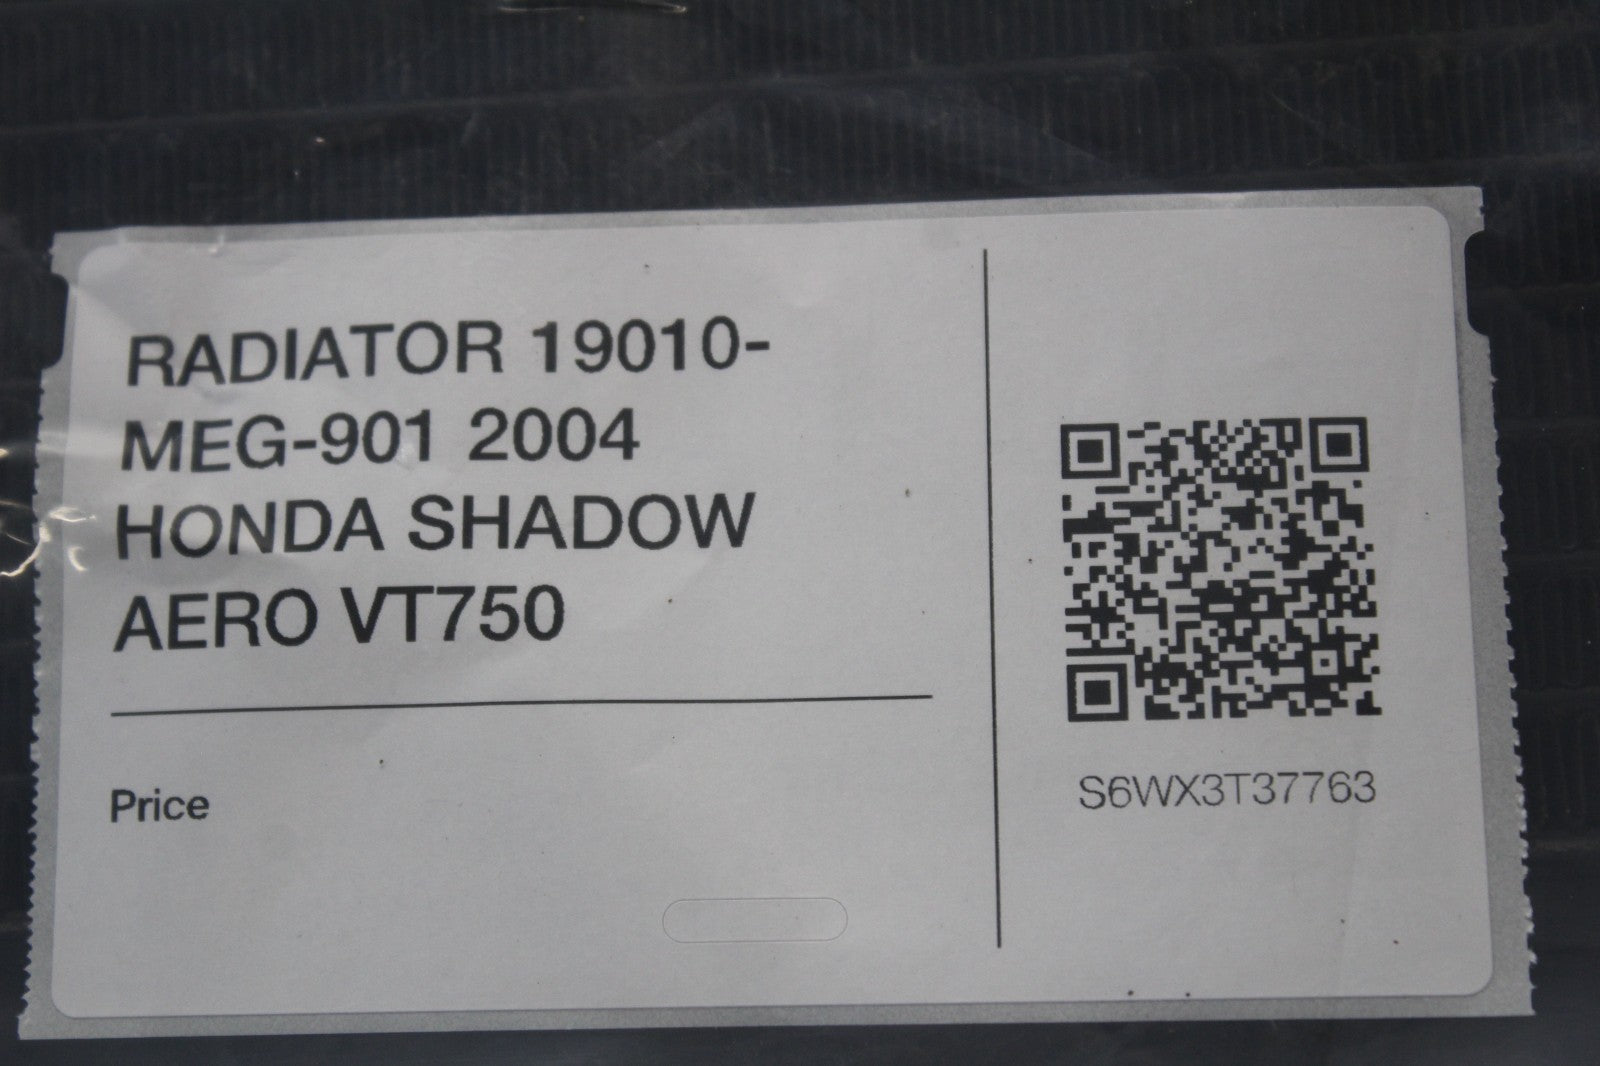 RADIATOR 19010-
MEG-901 2004
HONDA SHADOW
AERO VT750
Price
S6WX3T37763